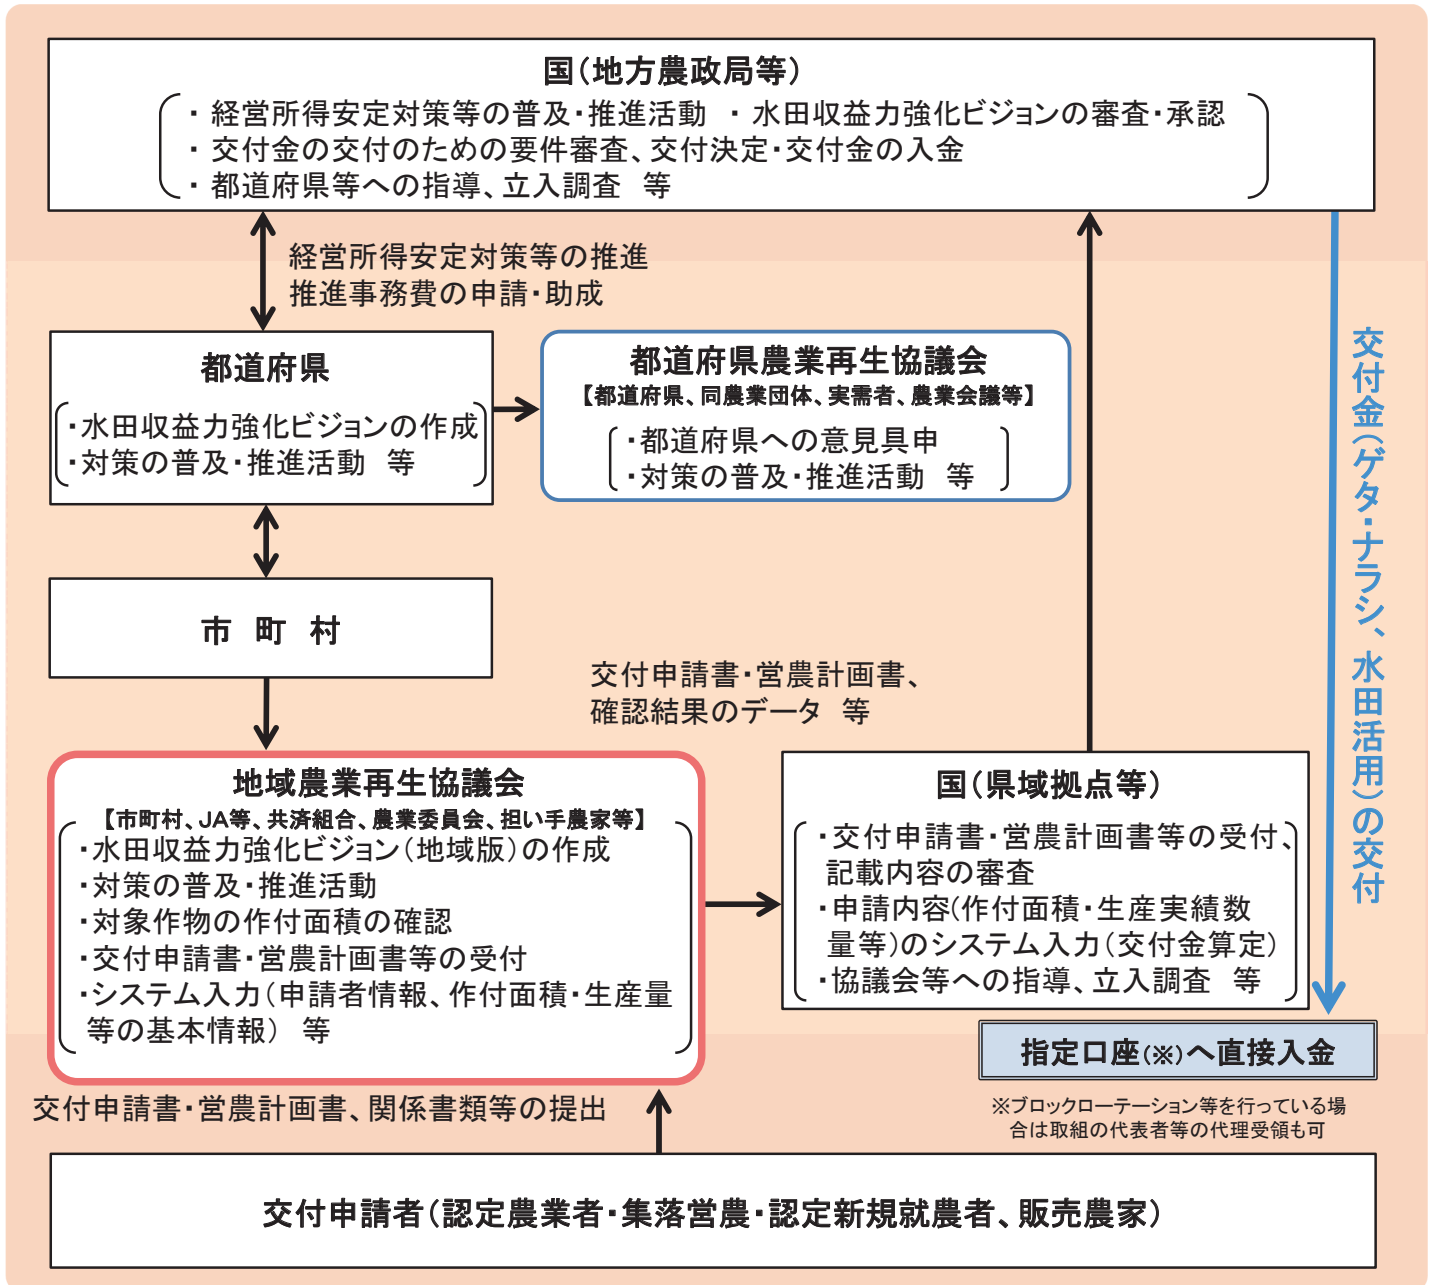 国(地方農政局等)
・ 経営所得安定対策等の普及・推進活動 ・ 水田収益力強化ビジョンの審査・承認
・ 交付金の交付のための要件審査、交付決定・交付金の入金
・ 都道府県等への指導、立入調査 等
経営所得安定対策等の推進
推進事務費の申請・助成
都道府県
・水田収益力強化ビジョンの作成
・対策の普及・推進活動 等
都道府県農業再生協議会
【都道府県、同農業団体、実需者、農業会議等】
・都道府県への意見具申
・対策の普及・推進活動 等
交付金(ゲタ・ナラシ、水田活用)の交付
市 町 村
交付申請書・営農計画書、
確認結果のデータ 等
地域農業再生協議会
【市町村、JA等、共済組合、農業委員会、担い手農家等】
・水田収益力強化ビジョン(地域版)の作成
・対策の普及・推進活動
・対象作物の作付面積の確認
・交付申請書・営農計画書等の受付
・システム入力(申請者情報、作付面積・生産量
等の基本情報) 等
国(県域拠点等)
・交付申請書・営農計画書等の受付、
記載内容の審査
・申請内容(作付面積・生産実績数
量等)のシステム入力(交付金算定)
・協議会等への指導、立入調査 等
指定口座(※)へ直接入金
※ブロックローテーション等を行っている場
合は取組の代表者等の代理受領も可
交付申請書・営農計画書、関係書類等の提出
交付申請者(認定農業者・集落営農・認定新規就農者、販売農家)